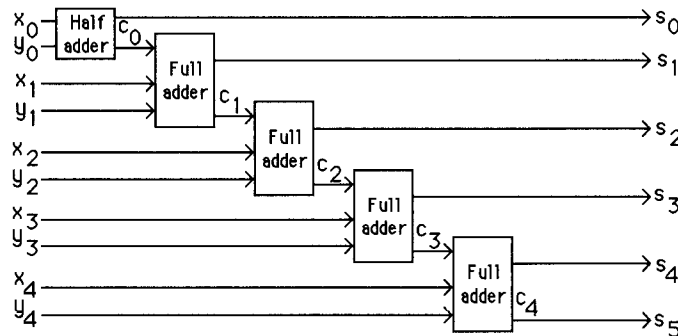 x0 Half adder c0 s0
y0
Full adder s1
x1
y1 c1
Full adder s2
x2
y2 c2
Full adder s3
x3
y3 c3
Full adder s4
x4
y4 c4 s5